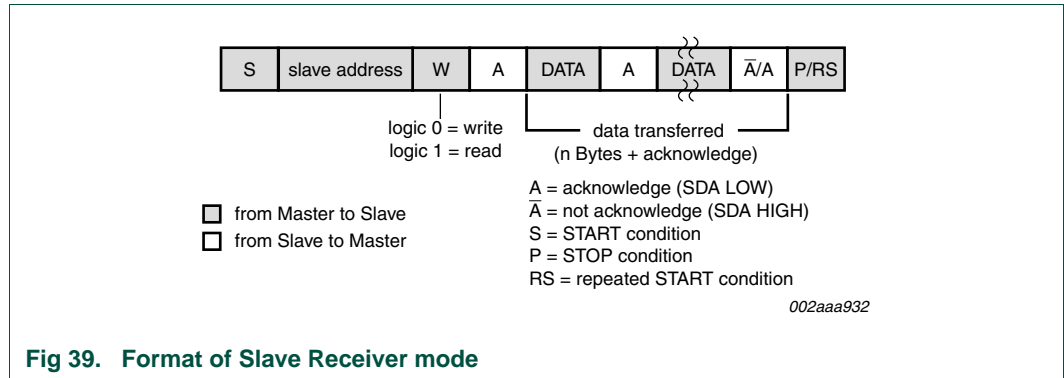 S slave address W A DATA A DATA A̅/A P/RS
logic 0 = write
logic 1 = read
data transferred
(n Bytes + acknowledge)
A = acknowledge (SDA LOW)
A̅ = not acknowledge (SDA HIGH)
S = START condition
P = STOP condition
RS = repeated START condition
from Master to Slave
from Slave to Master
002aaa932
Fig 39. Format of Slave Receiver mode